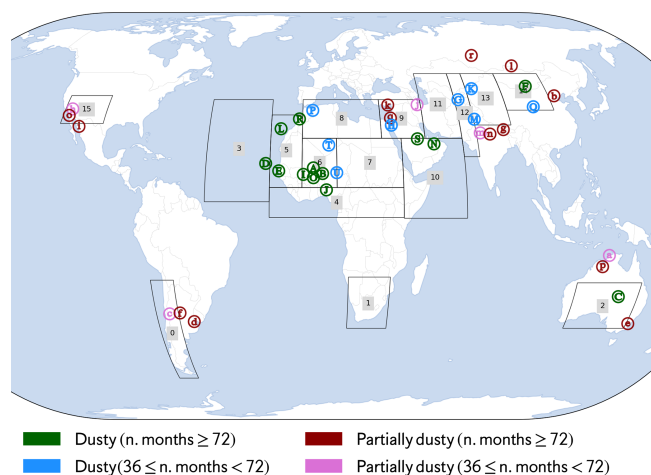 r
l
15
o
l
k
J
11
K
13
G
12
F
b
Q
P
R
L
8
q
9
H
M
m
n
g
3
5
T
S
N
D
E
6
A
I
O
B
U
7
J
4
10
a
P
1
2
C
e
c
f
d
0
Dusty (n. months ≥ 72)
Partially dusty (n. months ≥ 72)
Dusty(36 ≤ n. months < 72)
Partially dusty (36 ≤ n. months < 72)